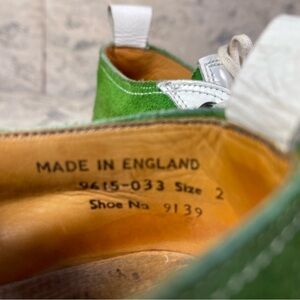 MADE IN ENGLAND
9615-033 Size 2
Shoe No 9139